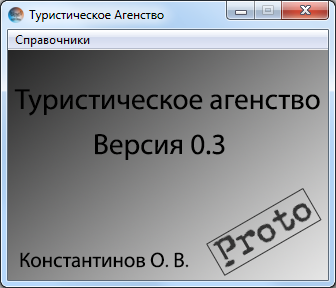 Туристическое Агенство
Справочники
Туристическое агенство
Версия 0.3
Proto
Константинов О. В.